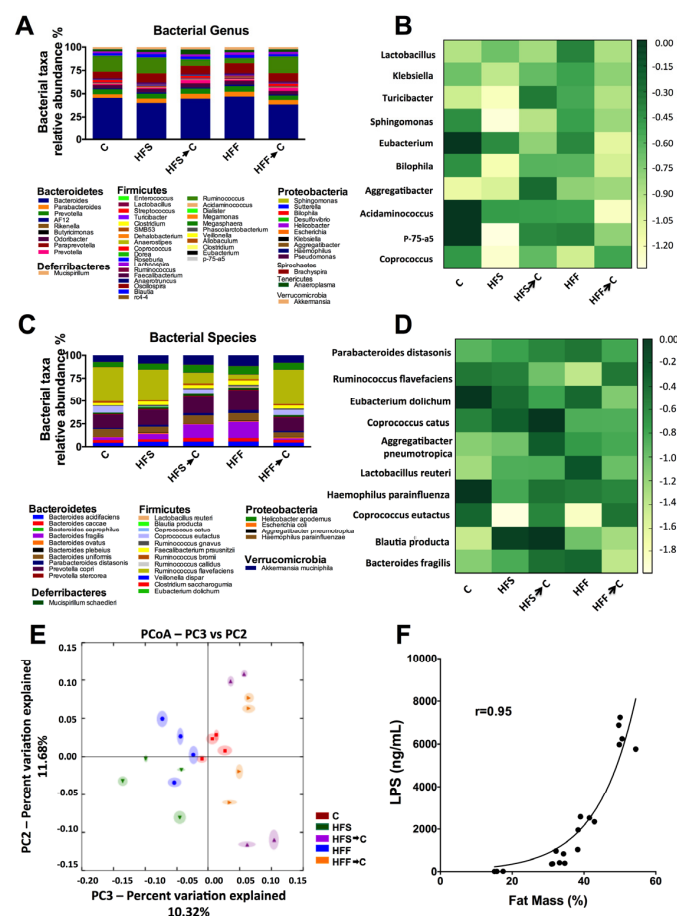 A
Bacterial Genus
Bacterial taxa
relative abundance %
100
75
50
25
0
C
HFS
HFS➔C
HFF
HFF➔C
Bacteroidetes
Bacteroides
Parabacteroides
Prevotella
AF12
Rikenella
Butyricimonas
Odoribacter
Paraprevotella
Prevotella
Deferribacteres
Mucispirillum
Firmicutes
Enterococcus
Lactobacillus
Streptococcus
Turicibacter
Clostridium
SMB53
Dehalobacterium
Anaerostipes
Coprococcus
Dorea
Roseburia
Lachnospira
Ruminococcus
Faecalibacterium
Anaerotruncus
Oscillospira
Blautia
rc4-4
Ruminococcus
Acidaminococcus
Dialister
Megamonas
Megasphaera
Phascolarctobacterium
Veillonella
Allobaculum
Clostridium
Eubacterium
p-75-a5
Proteobacteria
Sphingomonas
Sutterella
Bilophila
Desulfovibrio
Helicobacter
Escherichia
Klebsiella
Aggregatibacter
Haemophilus
Pseudomonas
Spirochaetes
Brachyspira
Tenericutes
Anaeroplasma
Verrucomicrobia
Akkermansia
B
Lactobacillus
Klebsiella
Turicibacter
Sphingomonas
Eubacterium
Bilophila
Aggregatibacter
Acidaminococcus
P-75-a5
Coprococcus
C
HFS
HFS➔C
HFF
HFF➔C
0.00
-0.15
-0.30
-0.45
-0.60
-0.75
-0.90
-1.05
-1.20
C
Bacterial Species
Bacterial taxa
relative abundance %
100
75
50
25
0
C
HFS
HFS➔C
HFF
HFF➔C
Bacteroidetes
Bacteroides acidifaciens
Bacteroides caccae
Bacteroides coprophilus
Bacteroides fragilis
Bacteroides ovatus
Bacteroides plebeius
Bacteroides uniformis
Parabacteroides distasonis
Prevotella copri
Prevotella stercorea
Deferribacteres
Mucispirillum schaedleri
Firmicutes
Lactobacillus reuteri
Blautia producta
Coprococcus catus
Coprococcus eutactus
Ruminococcus gnavus
Faecalibacterium prausnitzii
Ruminococcus bromii
Ruminococcus callidus
Ruminococcus flavefaciens
Veillonella dispar
Clostridium saccharogumia
Eubacterium dolichum
Proteobacteria
Helicobacter apodemus
Escherichia coli
Aggregatibacter pneumotropica
Haemophilus parainfluenzae
Verrucomicrobia
Akkermansia muciniphila
D
Parabacteroides distasonis
Ruminococcus flavefaciens
Eubacterium dolichum
Coprococcus catus
Aggregatibacter
pneumotropica
Lactobacillus reuteri
Haemophilus parainfluenza
Coprococcus eutactus
Blautia producta
Bacteroides fragilis
C
HFS
HFS➔C
HFF
HFF➔C
0.00
-0.2
-0.4
-0.6
-0.8
-1.0
-1.2
-1.4
-1.6
-1.8
E
PCoA – PC3 vs PC2
PC2 – Percent variation explained
11.68%
0.10
0.05
0.00
-0.05
-0.10
0.15
-0.20
-0.15
-0.10
-0.05
0.00
0.05
0.10
0.15
PC3 – Percent variation explained
10.32%
C
HFS
HFS➔C
HFF
HFF➔C
F
r=0.95
LPS (ng/mL)
10000
8000
6000
4000
2000
0
0
20
40
60
Fat Mass (%)